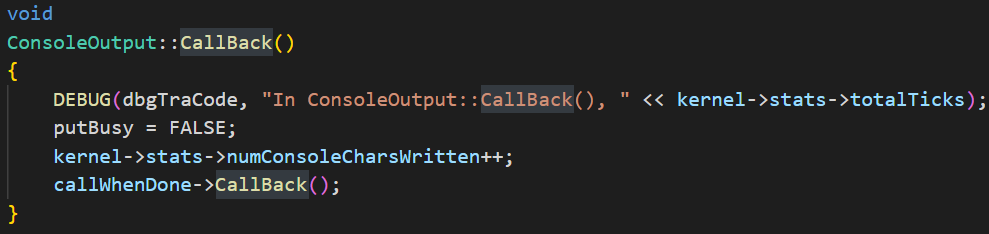 void
ConsoleOutput::CallBack()
{
    DEBUG(dbgTraCode, "In ConsoleOutput::CallBack(), " << kernel->stats->totalTicks);
    putBusy = FALSE;
    kernel->stats->numConsoleCharsWritten++;
    callWhenDone->CallBack();
}